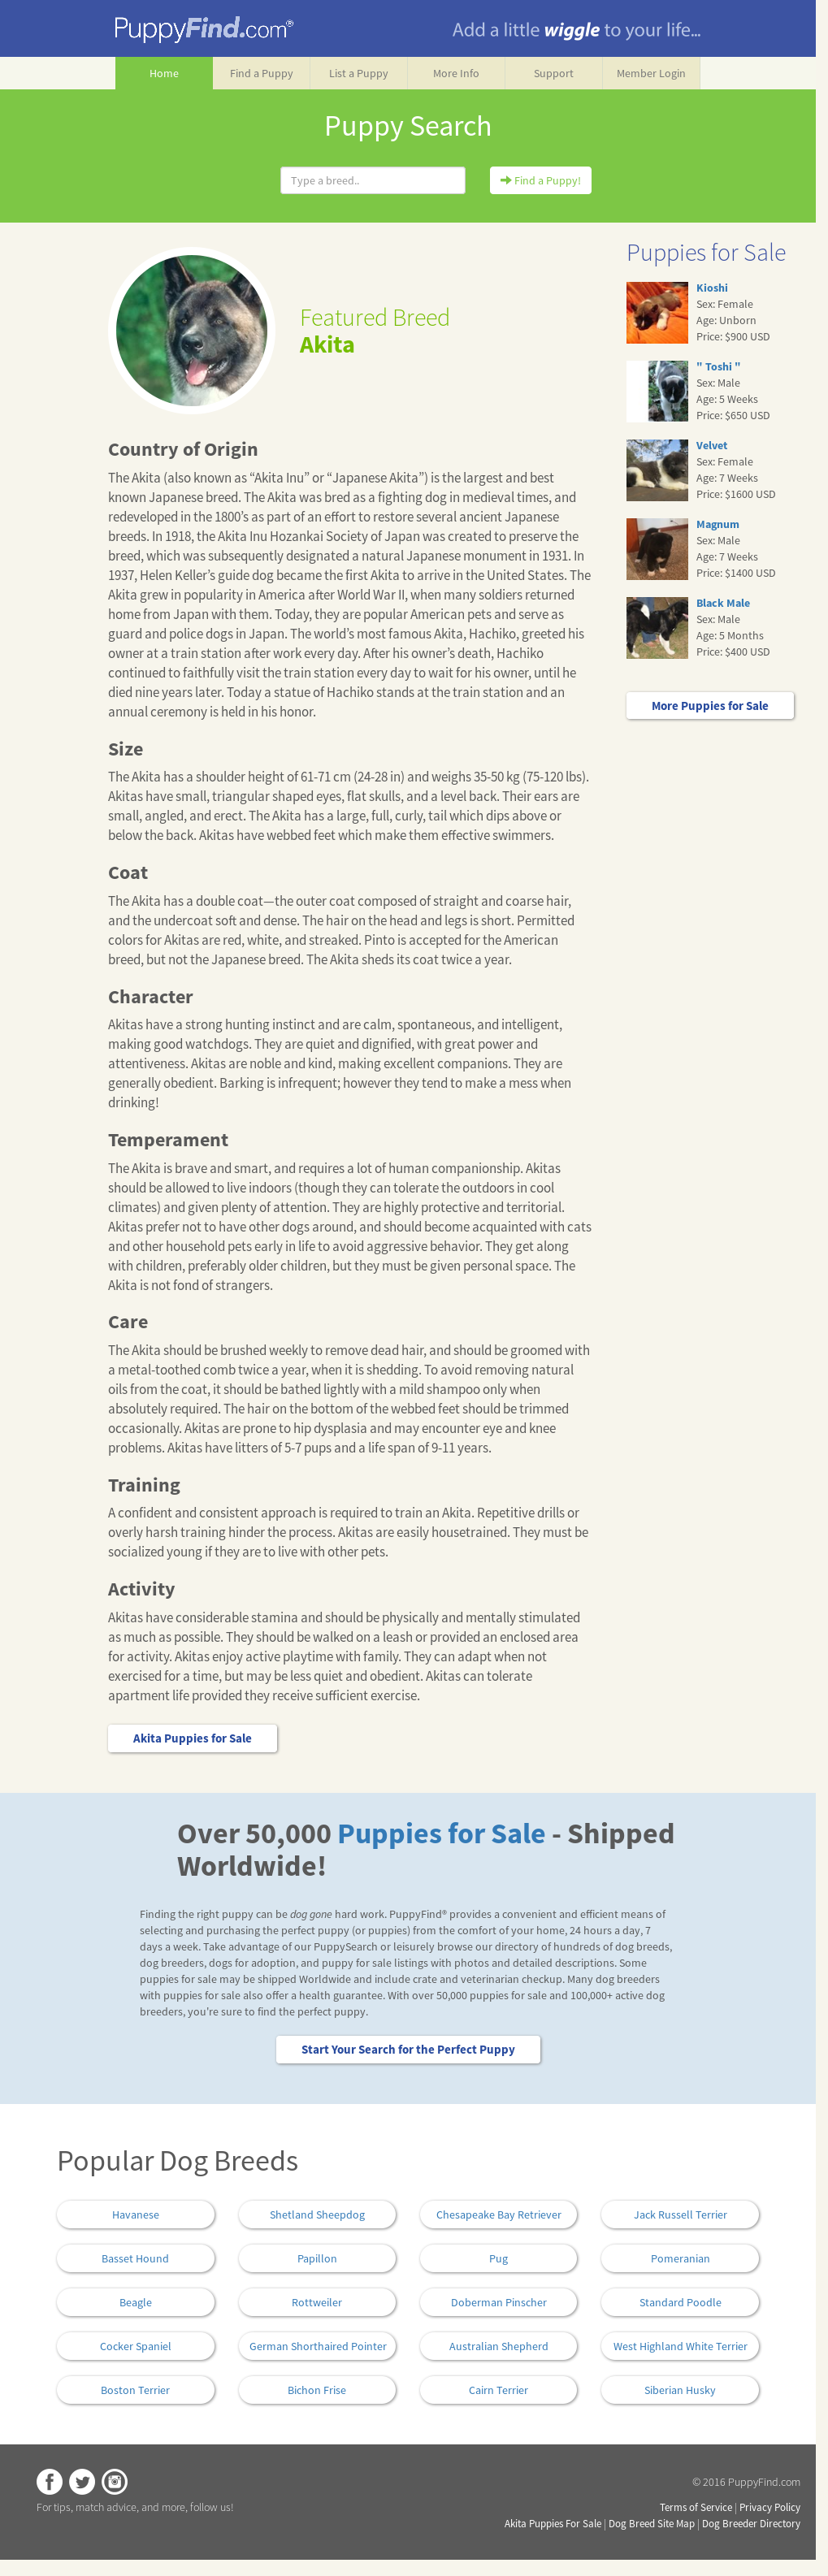 PuppyFind.com®
Add a little wiggle to your life...
Home
Find a Puppy
List a Puppy
More Info
Support
Member Login
Puppy Search
Type a breed..
Find a Puppy!
Featured Breed
Akita
Country of Origin
The Akita (also known as “Akita Inu” or “Japanese Akita”) is the largest and best
known Japanese breed. The Akita was bred as a fighting dog in medieval times, and
redeveloped in the 1800’s as part of an effort to restore several ancient Japanese
breeds. In 1918, the Akita Inu Hozankai Society of Japan was created to preserve the
breed, which was subsequently designated a natural Japanese monument in 1931. In
1937, Helen Keller’s guide dog became the first Akita to arrive in the United States. The
Akita grew in popularity in America after World War II, when many soldiers returned
home from Japan with them. Today, they are popular American pets and serve as
guard and police dogs in Japan. The world’s most famous Akita, Hachiko, greeted his
owner at a train station after work every day. After his owner’s death, Hachiko
continued to faithfully visit the train station every day to wait for his owner, until he
died nine years later. Today a statue of Hachiko stands at the train station and an
annual ceremony is held in his honor.
Size
The Akita has a shoulder height of 61-71 cm (24-28 in) and weighs 35-50 kg (75-120 lbs).
Akitas have small, triangular shaped eyes, flat skulls, and a level back. Their ears are
small, angled, and erect. The Akita has a large, full, curly, tail which dips above or
below the back. Akitas have webbed feet which make them effective swimmers.
Coat
The Akita has a double coat—the outer coat composed of straight and coarse hair,
and the undercoat soft and dense. The hair on the head and legs is short. Permitted
colors for Akitas are red, white, and streaked. Pinto is accepted for the American
breed, but not the Japanese breed. The Akita sheds its coat twice a year.
Character
Akitas have a strong hunting instinct and are calm, spontaneous, and intelligent,
making good watchdogs. They are quiet and dignified, with great power and
attentiveness. Akitas are noble and kind, making excellent companions. They are
generally obedient. Barking is infrequent; however they tend to make a mess when
drinking!
Temperament
The Akita is brave and smart, and requires a lot of human companionship. Akitas
should be allowed to live indoors (though they can tolerate the outdoors in cool
climates) and given plenty of attention. They are highly protective and territorial.
Akitas prefer not to have other dogs around, and should become acquainted with cats
and other household pets early in life to avoid aggressive behavior. They get along
with children, preferably older children, but they must be given personal space. The
Akita is not fond of strangers.
Care
The Akita should be brushed weekly to remove dead hair, and should be groomed with
a metal-toothed comb twice a year, when it is shedding. To avoid removing natural
oils from the coat, it should be bathed lightly with a mild shampoo only when
absolutely required. The hair on the bottom of the webbed feet should be trimmed
occasionally. Akitas are prone to hip dysplasia and may encounter eye and knee
problems. Akitas have litters of 5-7 pups and a life span of 9-11 years.
Training
A confident and consistent approach is required to train an Akita. Repetitive drills or
overly harsh training hinder the process. Akitas are easily housetrained. They must be
socialized young if they are to live with other pets.
Activity
Akitas have considerable stamina and should be physically and mentally stimulated
as much as possible. They should be walked on a leash or provided an enclosed area
for activity. Akitas enjoy active playtime with family. They can adapt when not
exercised for a time, but may be less quiet and obedient. Akitas can tolerate
apartment life provided they receive sufficient exercise.
Akita Puppies for Sale
Puppies for Sale
Kioshi
Sex: Female
Age: Unborn
Price: $900 USD
" Toshi "
Sex: Male
Age: 5 Weeks
Price: $650 USD
Velvet
Sex: Female
Age: 7 Weeks
Price: $1600 USD
Magnum
Sex: Male
Age: 7 Weeks
Price: $1400 USD
Black Male
Sex: Male
Age: 5 Months
Price: $400 USD
More Puppies for Sale
Over 50,000 Puppies for Sale - Shipped
Worldwide!
Finding the right puppy can be dog gone hard work. PuppyFind® provides a convenient and efficient means of
selecting and purchasing the perfect puppy (or puppies) from the comfort of your home, 24 hours a day, 7
days a week. Take advantage of our PuppySearch or leisurely browse our directory of hundreds of dog breeds,
dog breeders, dogs for adoption, and puppy for sale listings with photos and detailed descriptions. Some
puppies for sale may be shipped Worldwide and include crate and veterinarian checkup. Many dog breeders
with puppies for sale also offer a health guarantee. With over 50,000 puppies for sale and 100,000+ active dog
breeders, you're sure to find the perfect puppy.
Start Your Search for the Perfect Puppy
Popular Dog Breeds
Havanese
Shetland Sheepdog
Chesapeake Bay Retriever
Jack Russell Terrier
Basset Hound
Papillon
Pug
Pomeranian
Beagle
Rottweiler
Doberman Pinscher
Standard Poodle
Cocker Spaniel
German Shorthaired Pointer
Australian Shepherd
West Highland White Terrier
Boston Terrier
Bichon Frise
Cairn Terrier
Siberian Husky
For tips, match advice, and more, follow us!
© 2016 PuppyFind.com
Terms of Service | Privacy Policy
Akita Puppies For Sale | Dog Breed Site Map | Dog Breeder Directory